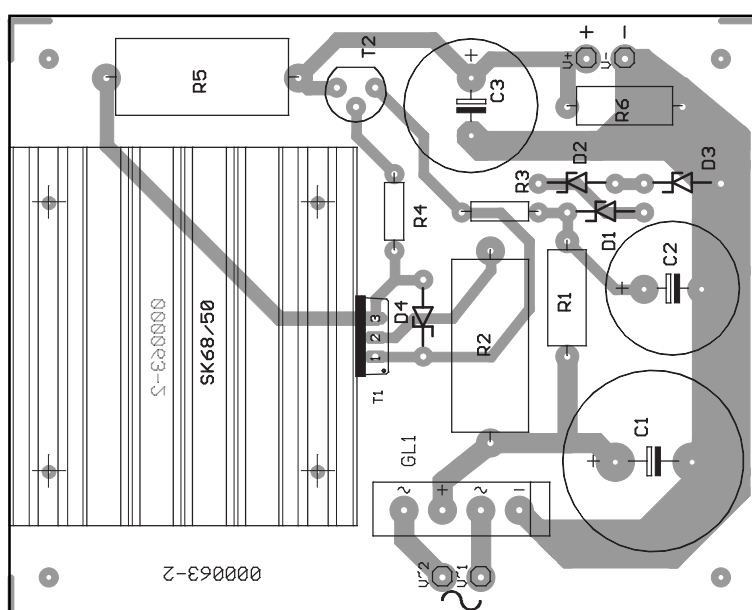 T2
R5
+
−
V+
V-
+
C3
R6
D2
D3
R3
D1
R4
C2
D4
R1
R2
000063-2
SK68/50
3
2
1
T1
GL1
C1
+
~
+
~
−
V~2
V~1
~
000063-2